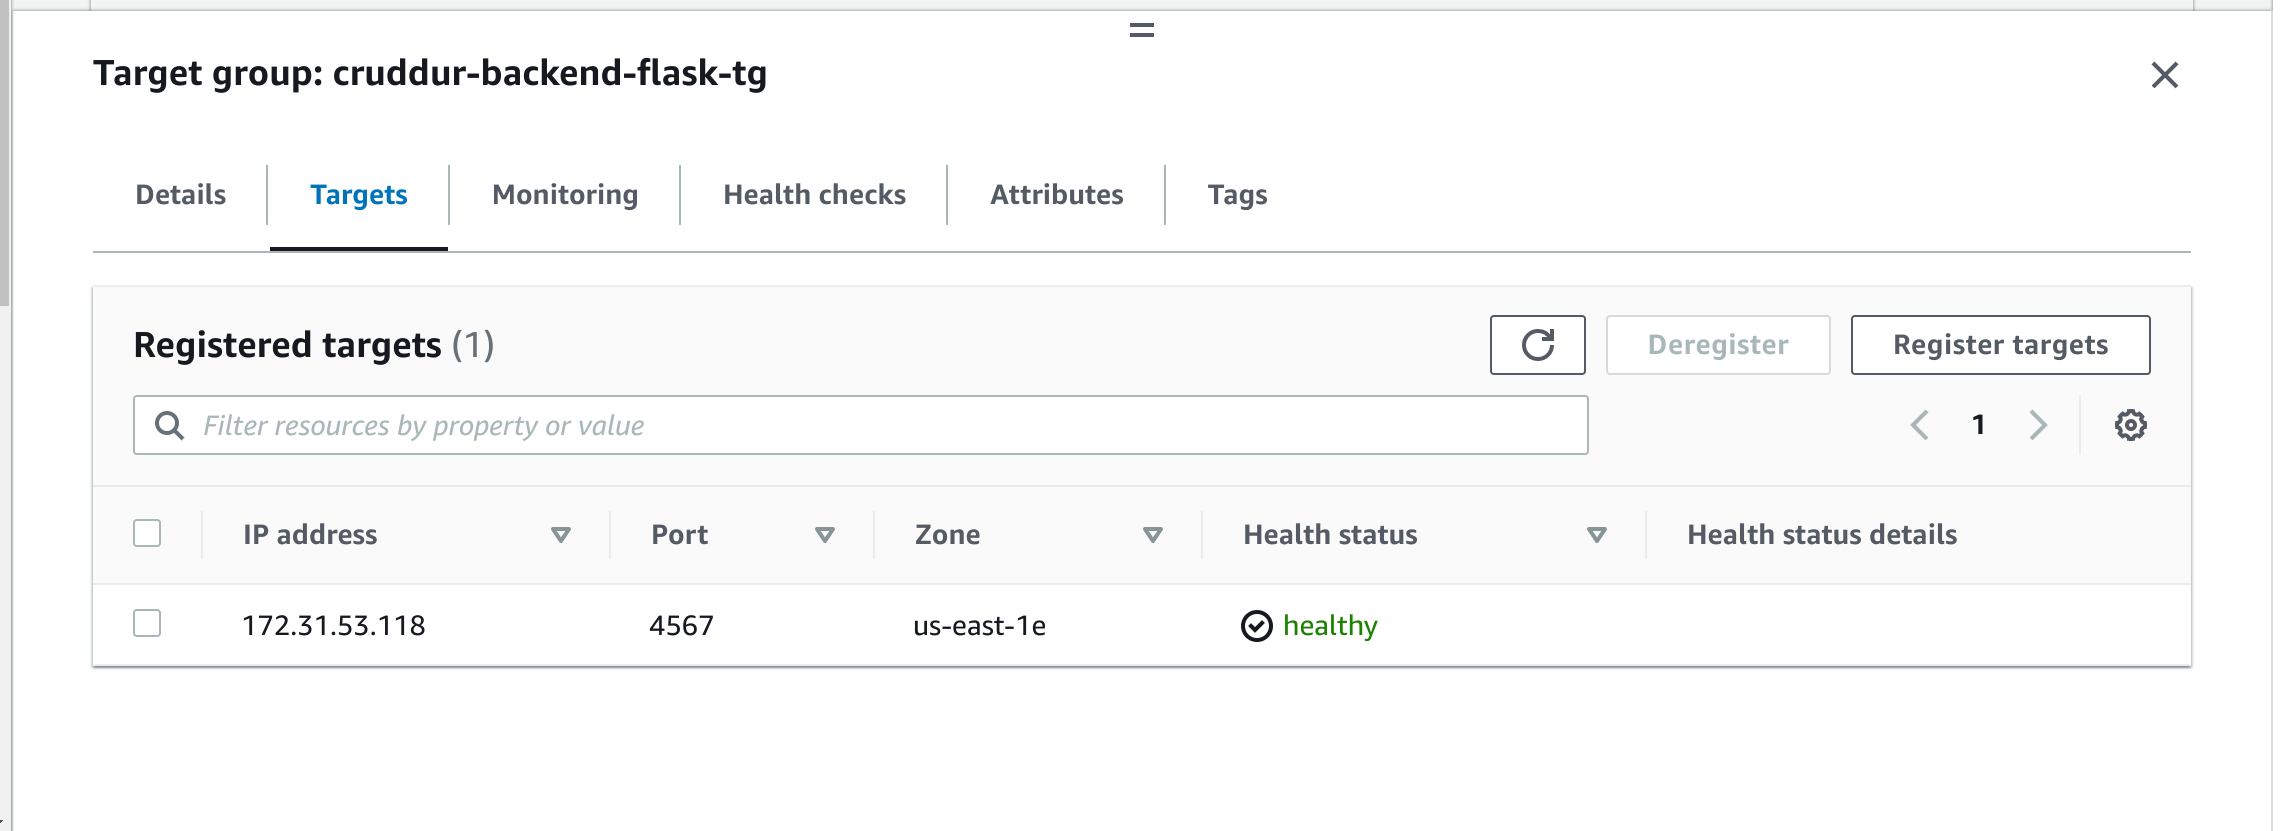 Target group: cruddur-backend-flask-tg
Details Targets Monitoring Health checks Attributes Tags
Registered targets (1)
Deregister Register targets
Filter resources by property or value
1
IP address Port Zone Health status Health status details
172.31.53.118 4567 us-east-1e healthy